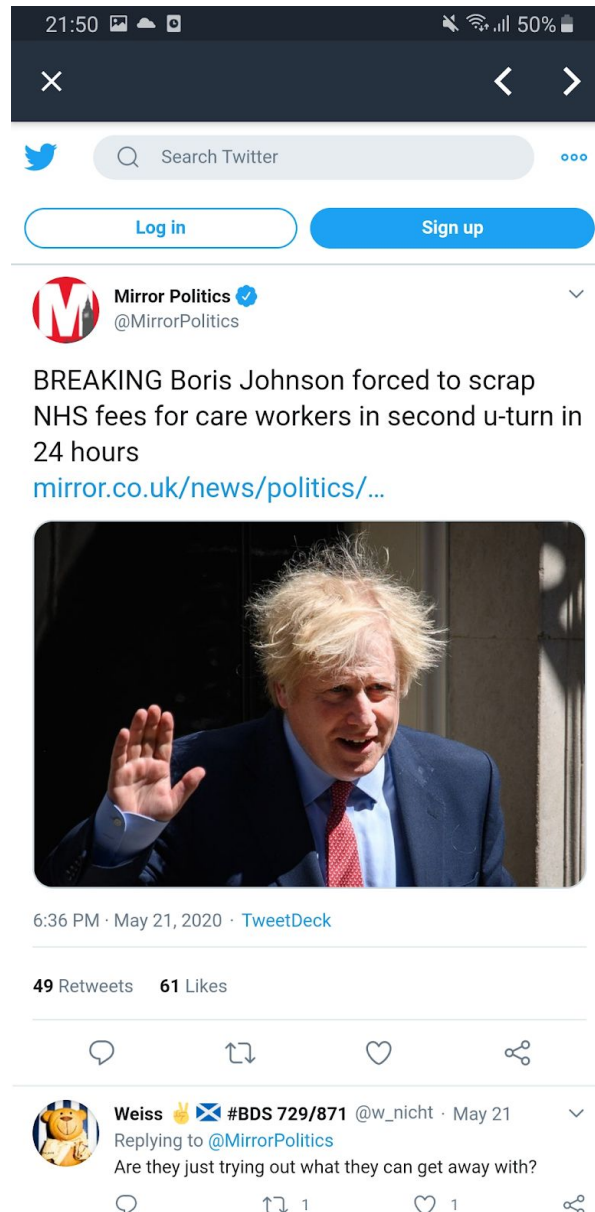 21:50 50%
Search Twitter
Log in Sign up
Mirror Politics
@MirrorPolitics
BREAKING Boris Johnson forced to scrap
NHS fees for care workers in second u-turn in
24 hours
mirror.co.uk/news/politics/...
6:36 PM · May 21, 2020 · TweetDeck
49 Retweets 61 Likes
Weiss ✌️ 🏴󠁧󠁢󠁳󠁣󠁴󠁿 #BDS 729/871 @w_nicht · May 21
Replying to @MirrorPolitics
Are they just trying out what they can get away with?
1 1